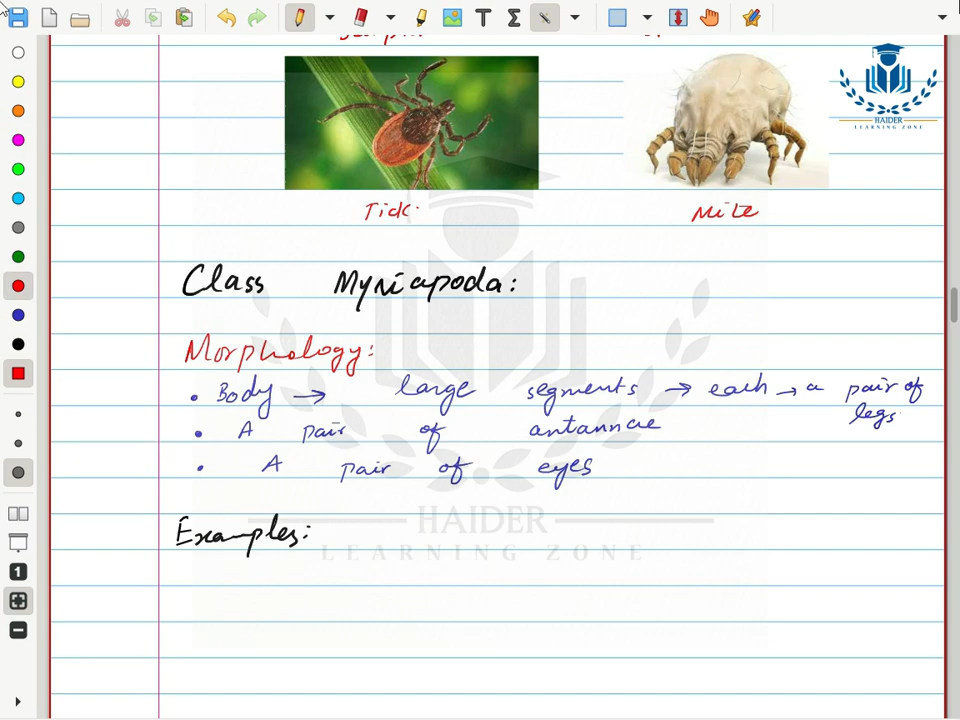 HAIDER
LEARNING ZONE
Tick
Mite
Class Myriapoda:
Morphology:
• Body → large segments → each → a pair of
legs
• A pair of antannae
• A pair of eyes
HAIDER
LEARNING ZONE
Examples: